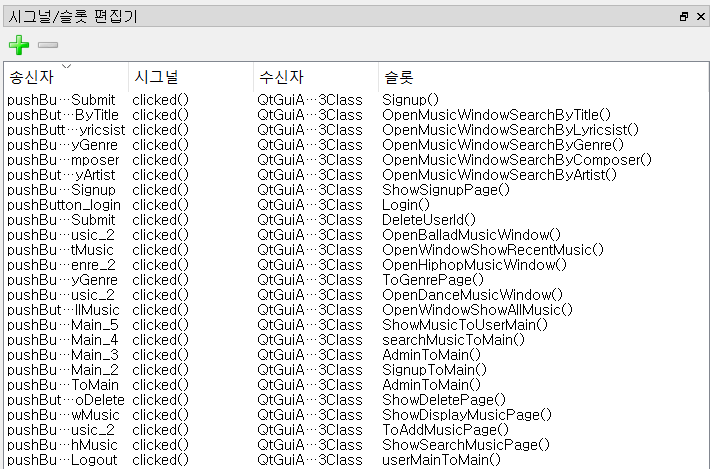 시그널/슬롯 편집기
송신자 시그널 수신자 슬롯
pushBu…Submit clicked() QtGuiA…3Class Signup()
pushBut…ByTitle clicked() QtGuiA…3Class OpenMusicWindowSearchByTitle()
pushButt…yricsist clicked() QtGuiA…3Class OpenMusicWindowSearchByLyricsist()
pushBu…yGenre clicked() QtGuiA…3Class OpenMusicWindowSearchByGenre()
pushBu…mposer clicked() QtGuiA…3Class OpenMusicWindowSearchByComposer()
pushBut…yArtist clicked() QtGuiA…3Class OpenMusicWindowSearchByArtist()
pushBu…Signup clicked() QtGuiA…3Class ShowSignupPage()
pushButton_login clicked() QtGuiA…3Class Login()
pushBu…Submit clicked() QtGuiA…3Class DeleteUserId()
pushBu…usic_2 clicked() QtGuiA…3Class OpenBalladMusicWindow()
pushBu…tMusic clicked() QtGuiA…3Class OpenWindowShowRecentMusic()
pushBu…enre_2 clicked() QtGuiA…3Class OpenHiphopMusicWindow()
pushBu…yGenre clicked() QtGuiA…3Class ToGenrePage()
pushBu…usic_2 clicked() QtGuiA…3Class OpenDanceMusicWindow()
pushBut…llMusic clicked() QtGuiA…3Class OpenWindowShowAllMusic()
pushBu…Main_5 clicked() QtGuiA…3Class ShowMusicToUserMain()
pushBu…Main_4 clicked() QtGuiA…3Class searchMusicToMain()
pushBu…Main_3 clicked() QtGuiA…3Class AdminToMain()
pushBu…Main_2 clicked() QtGuiA…3Class SignupToMain()
pushBu…ToMain clicked() QtGuiA…3Class AdminToMain()
pushBut…oDelete clicked() QtGuiA…3Class ShowDeletePage()
pushBu…wMusic clicked() QtGuiA…3Class ShowDisplayMusicPage()
pushBu…usic_2 clicked() QtGuiA…3Class ToAddMusicPage()
pushBu…hMusic clicked() QtGuiA…3Class ShowSearchMusicPage()
pushBu…Logout clicked() QtGuiA…3Class userMainToMain()